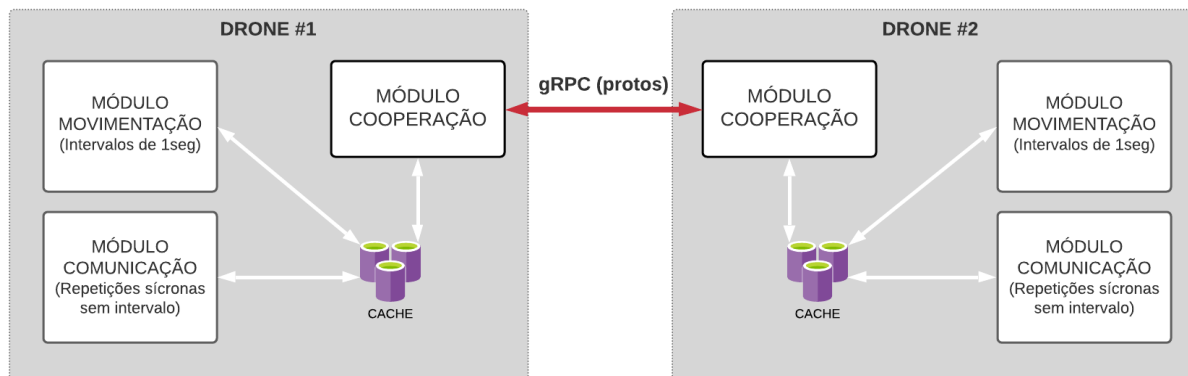 DRONE #1
MÓDULO
MOVIMENTAÇÃO
(Intervalos de 1seg)
MÓDULO
COOPERAÇÃO
MÓDULO
COMUNICAÇÃO
(Repetições sícronas
sem intervalo)
CACHE
gRPC (protos)
DRONE #2
MÓDULO
COOPERAÇÃO
MÓDULO
MOVIMENTAÇÃO
(Intervalos de 1seg)
MÓDULO
COMUNICAÇÃO
(Repetições sícronas
sem intervalo)
CACHE